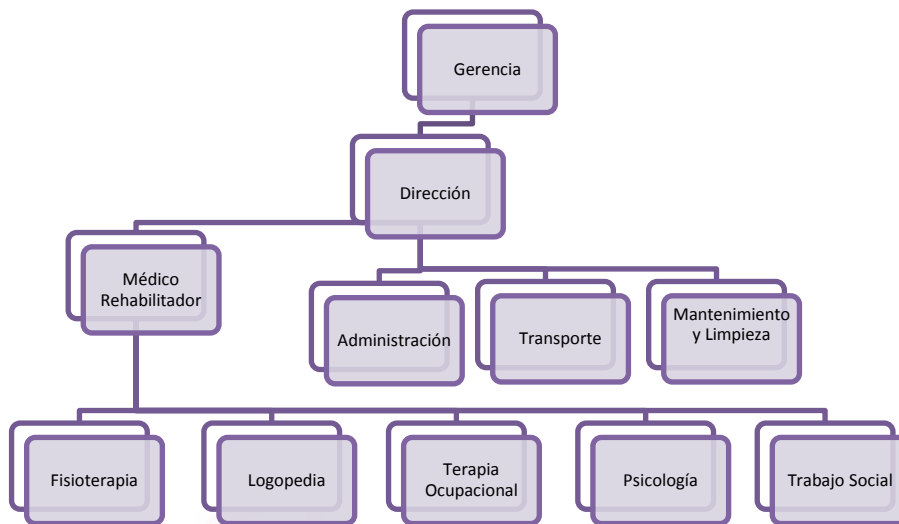 Gerencia
Dirección
Médico
Rehabilitador
Administración
Transporte
Mantenimiento
y Limpieza
Fisioterapia
Logopedia
Terapia
Ocupacional
Psicología
Trabajo Social